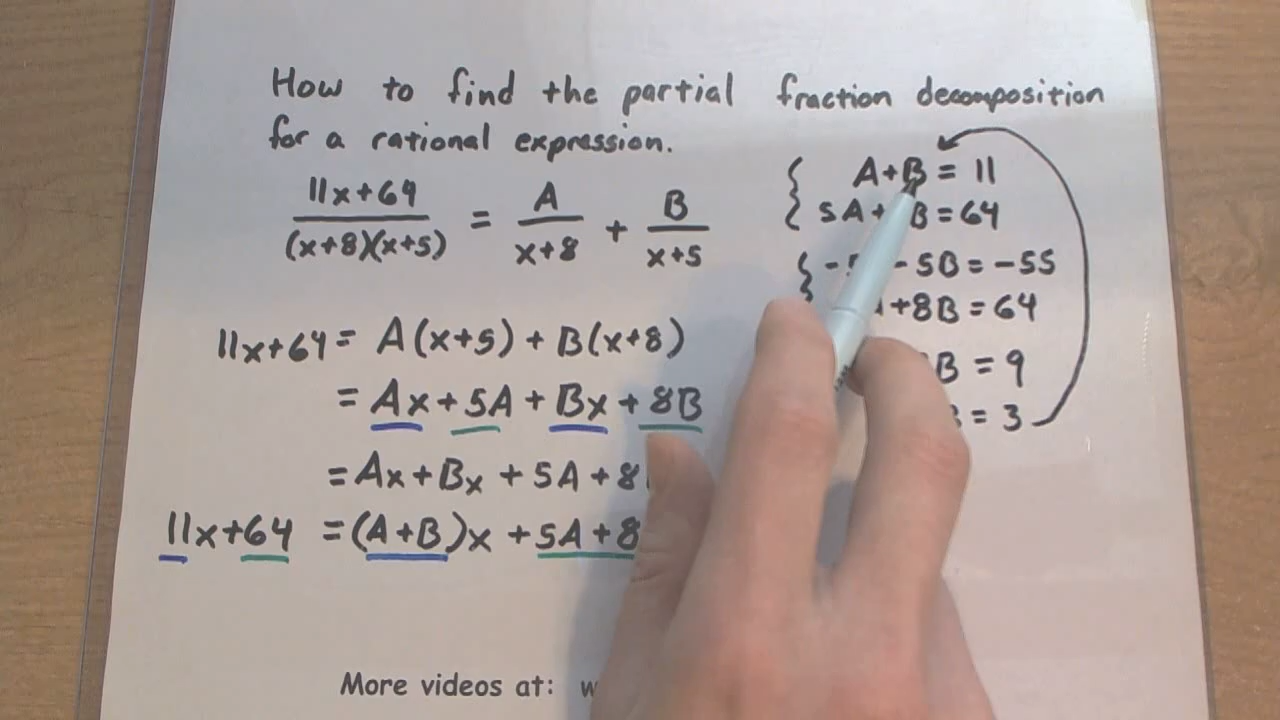 How to find the partial fraction decomposition
for a rational expression.
11x+64 / (x+8)(x+5) = A / x+8 + B / x+5
11x+64 = A(x+5) + B(x+8)
= Ax + 5A + Bx + 8B
= Ax + Bx + 5A + 8
11x+64 = (A+B)x + 5A + 8
A+B = 11
5A+ B = 64
- 5B = -55
+8B = 64
B = 9
= 3
More videos at: